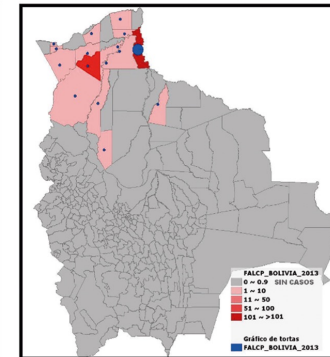 FALCP_BOLIVIA_2013
0 ~ 0.9 SIN CASOS
1 ~ 10
11 ~ 50
51 ~ 100
101 ~ >101
Gráfico de tortas
FALCP_BOLIVIA_2013